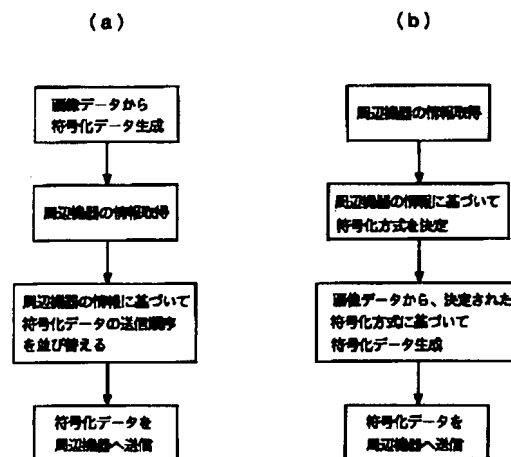 (a)
画像データから
符号化データ生成
周辺機器の情報取得
周辺機器の情報に基づいて
符号化データの送信順序
を並び替える
符号化データを
周辺機器へ送信
(b)
周辺機器の情報取得
周辺機器の情報に基づいて
符号化方式を決定
画像データから、決定された
符号化方式に基づいて
符号化データ生成
符号化データを
周辺機器へ送信